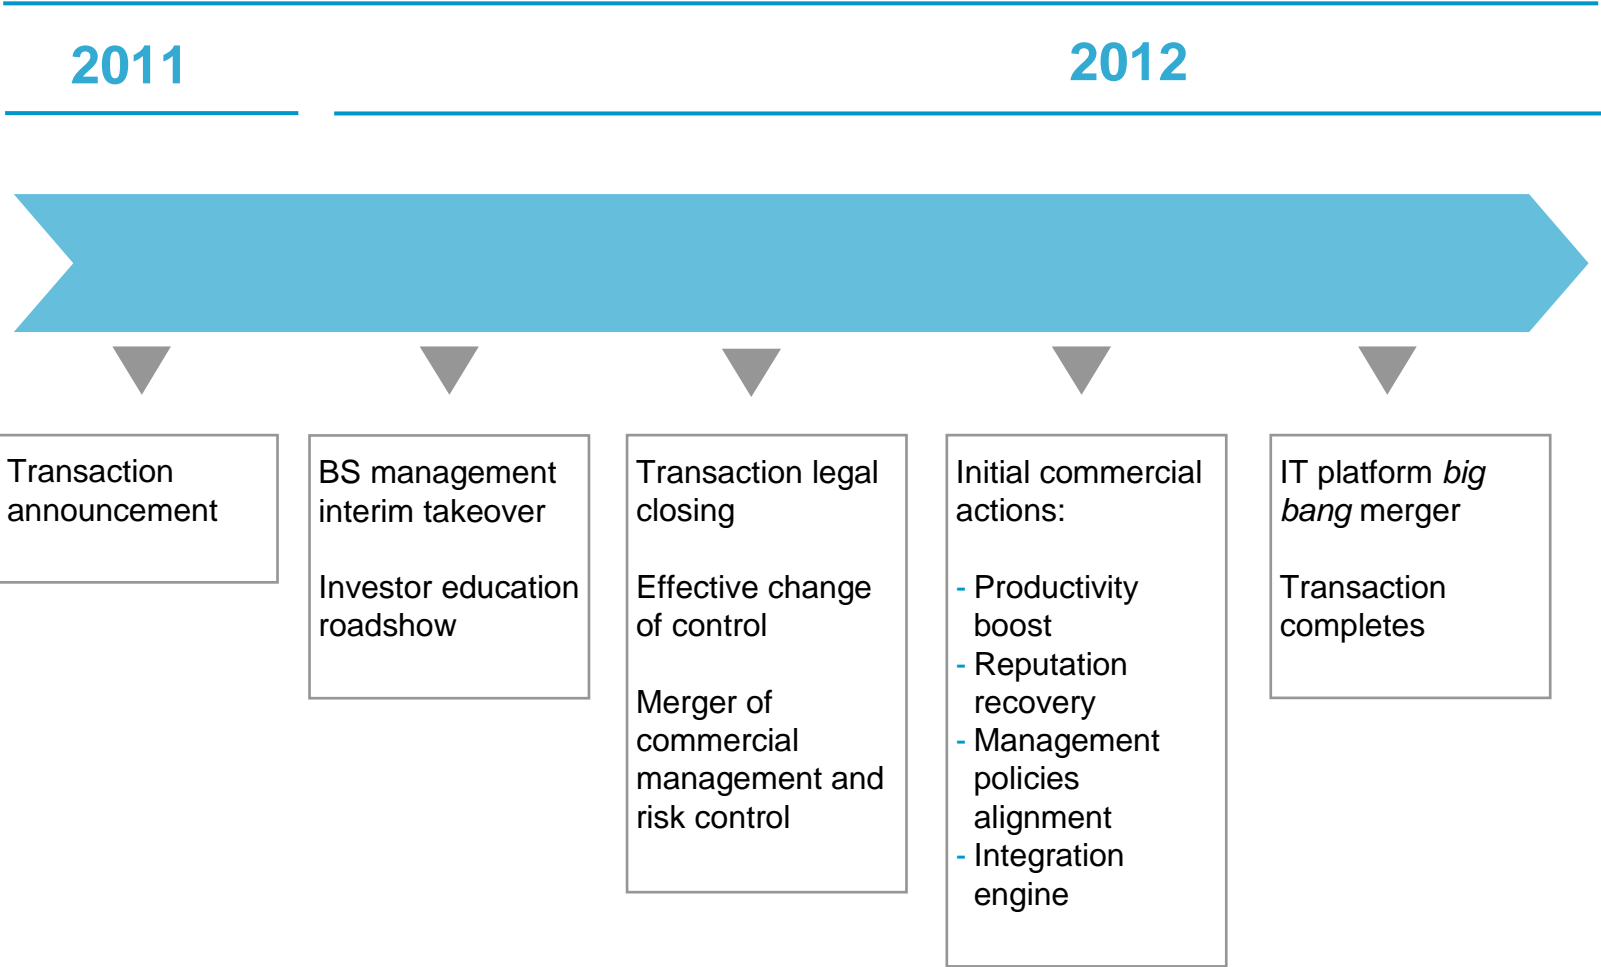 2011
2012
Transaction
announcement
BS management
interim takeover
Investor education
roadshow
Transaction legal
closing
Effective change
of control
Merger of
commercial
management and
risk control
Initial commercial
actions:
- Productivity
boost
- Reputation
recovery
- Management
policies
alignment
- Integration
engine
IT platform big
bang merger
Transaction
completes